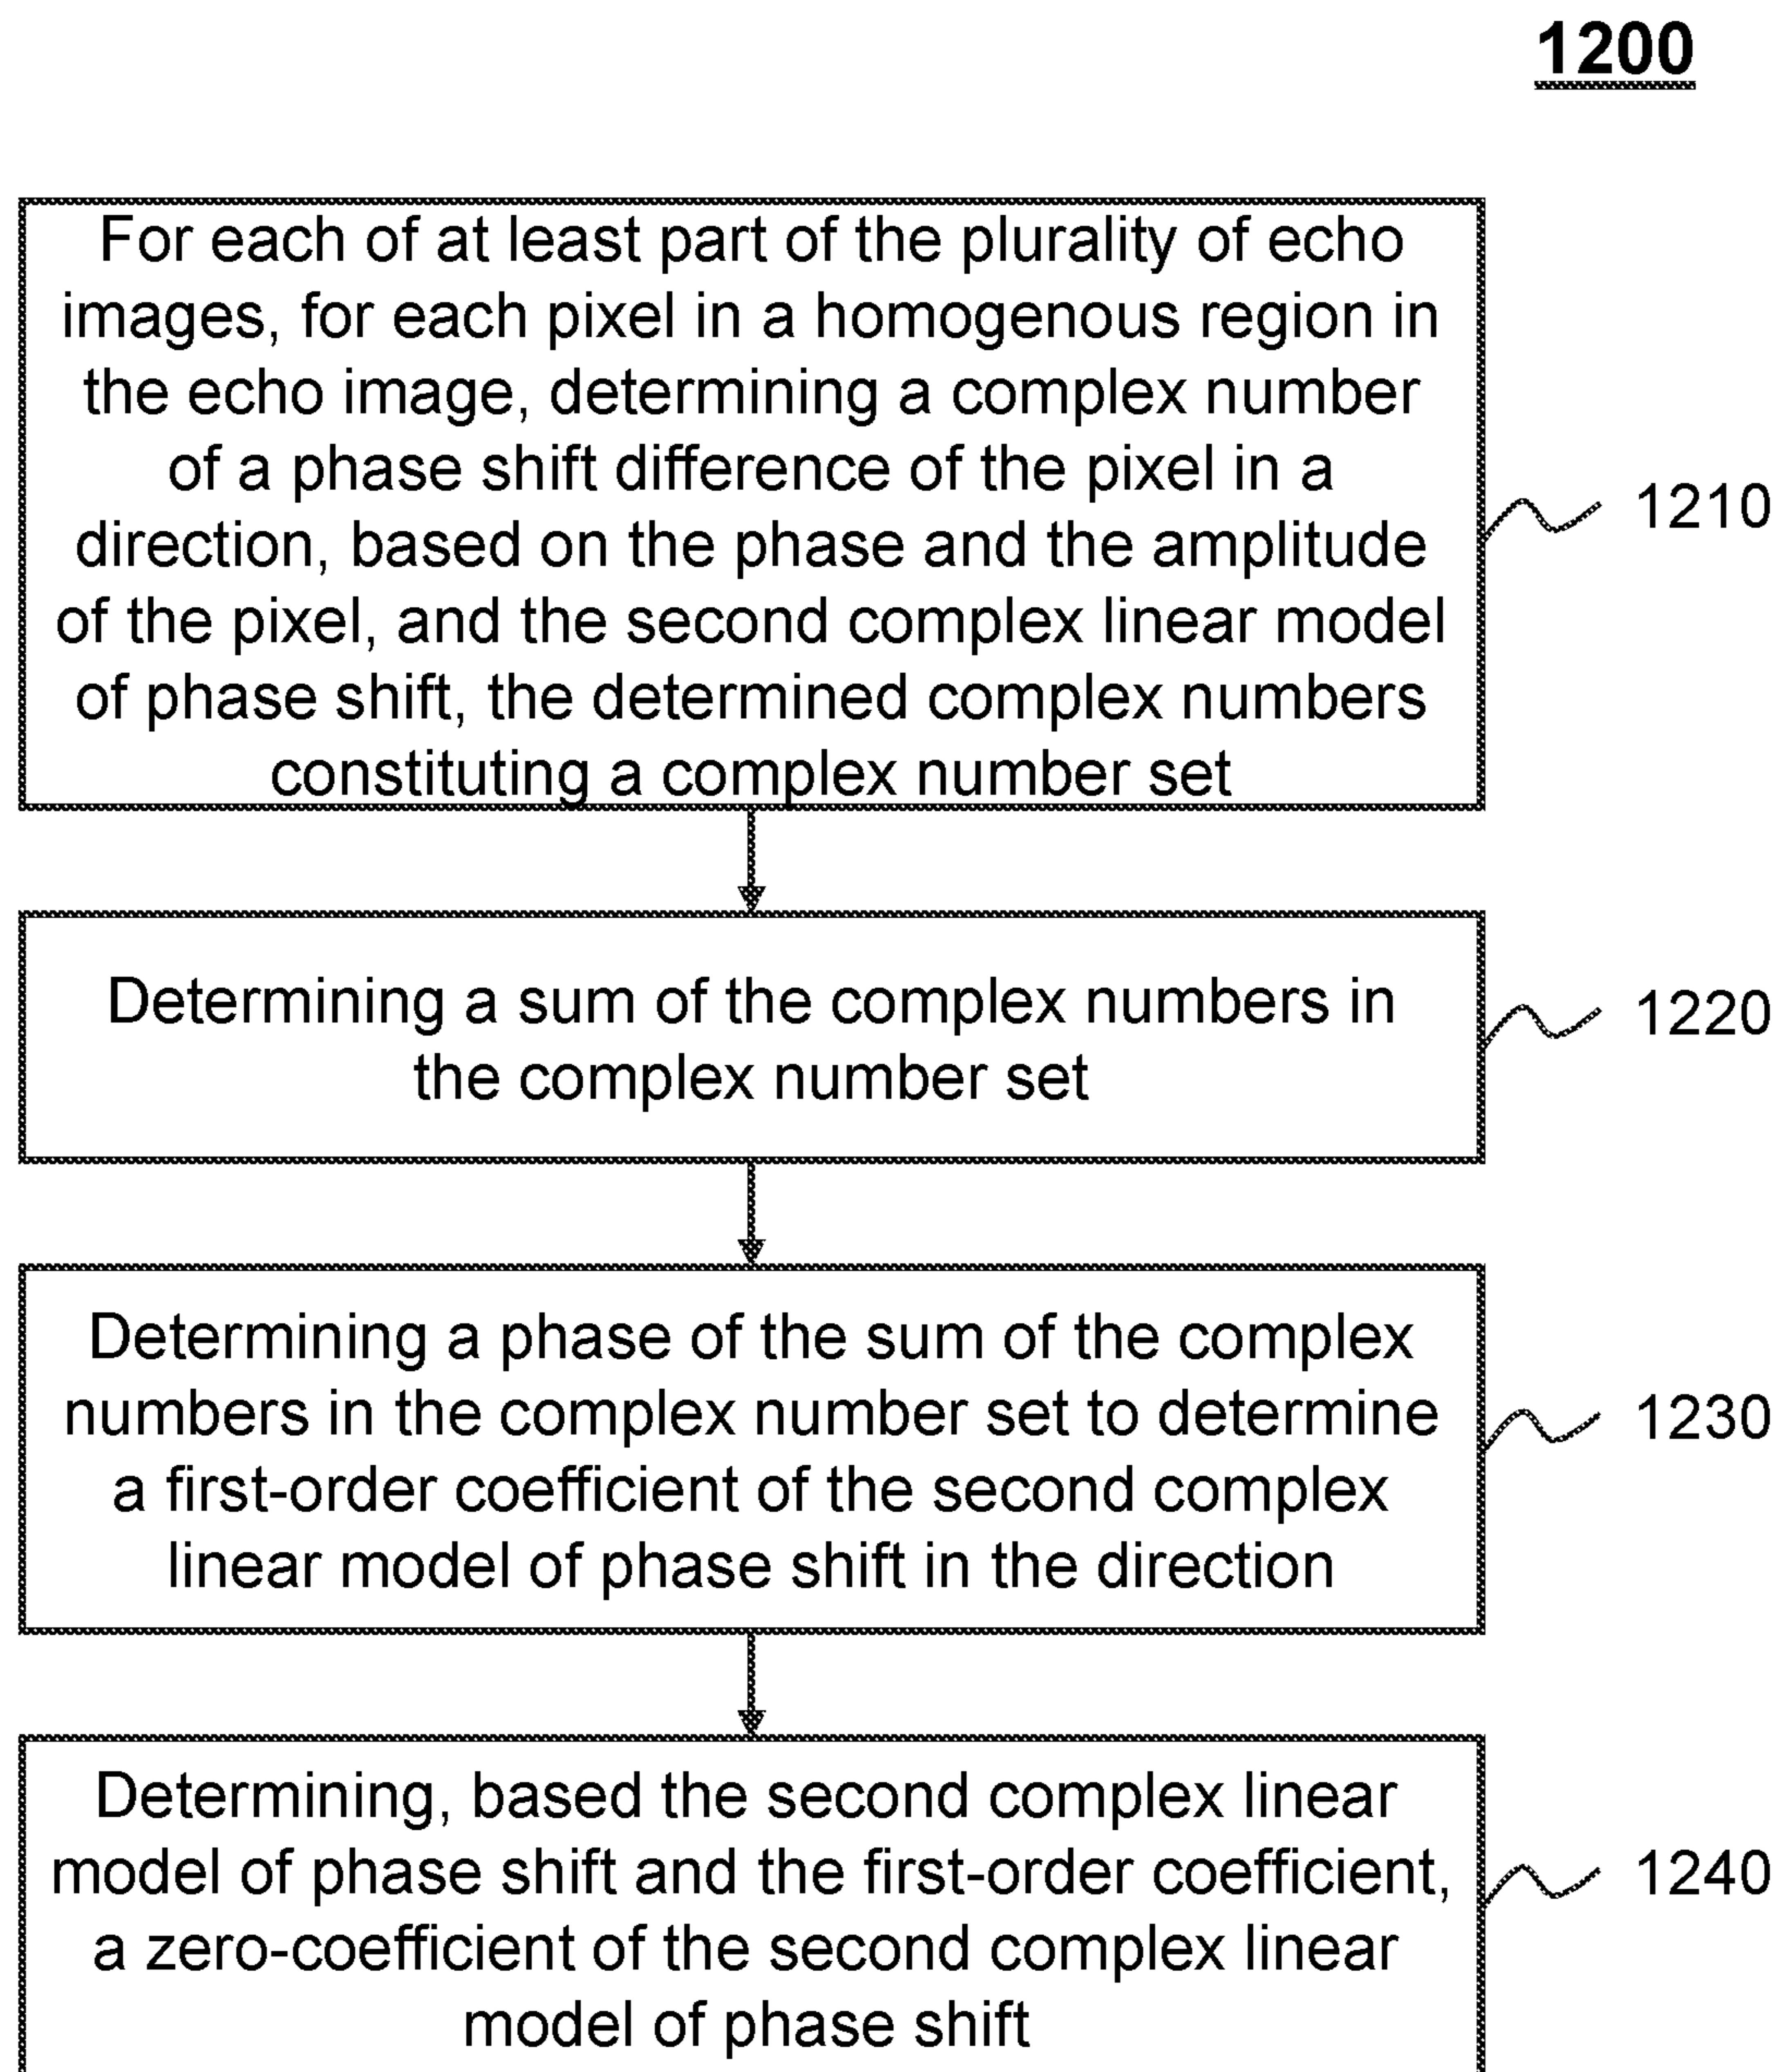 1200
For each of at least part of the plurality of echo
images, for each pixel in a homogenous region in
the echo image, determining a complex number
of a phase shift difference of the pixel in a
direction, based on the phase and the amplitude
of the pixel, and the second complex linear model
of phase shift, the determined complex numbers
constituting a complex number set
1210
Determining a sum of the complex numbers in
the complex number set
1220
Determining a phase of the sum of the complex
numbers in the complex number set to determine
a first-order coefficient of the second complex
linear model of phase shift in the direction
1230
Determining, based the second complex linear
model of phase shift and the first-order coefficient,
a zero-coefficient of the second complex linear
model of phase shift
1240